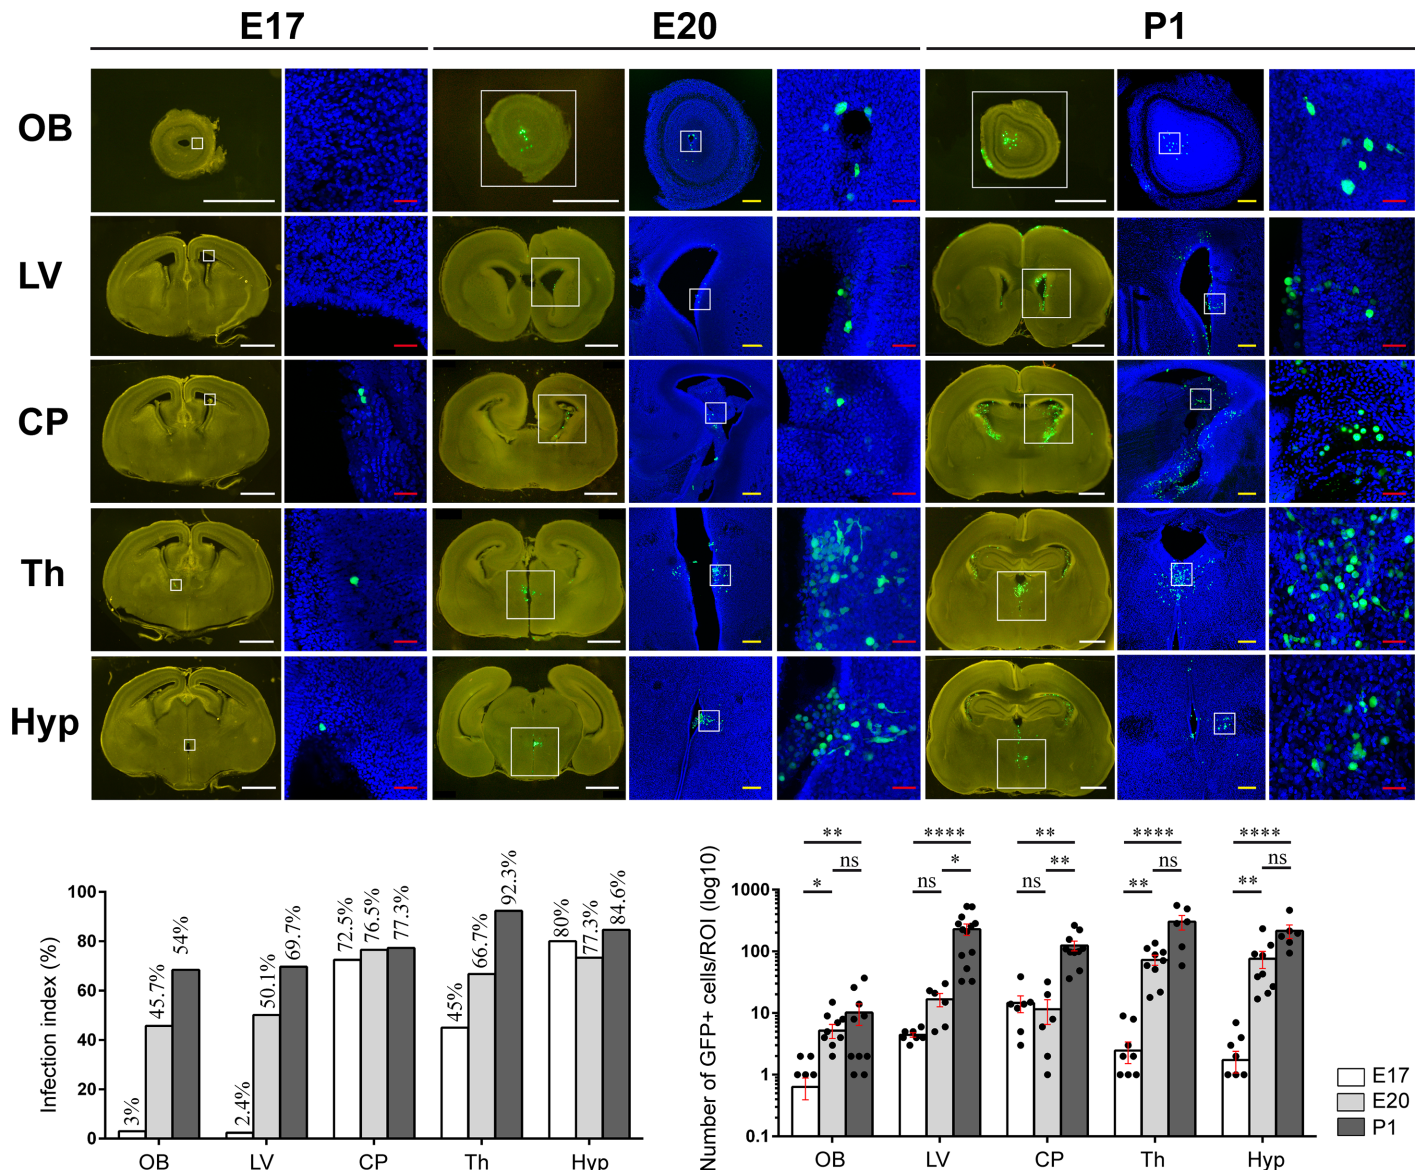 E17 E20 P1
OB
LV
CP
Th
Hyp
Infection index (%)
100
80
60
40
20
0
3% 45.7% 54%
2.4% 50.1% 69.7%
72.5% 76.5% 77.3%
45% 66.7% 92.3%
80% 77.3% 84.6%
OB LV CP Th Hyp
Number of GFP+ cells/ROI (log10)
1000
100
10
1
0.1
** **** ** **** ****
ns * ** ns ns
* ns ns ** **
OB LV CP Th Hyp
E17
E20
P1